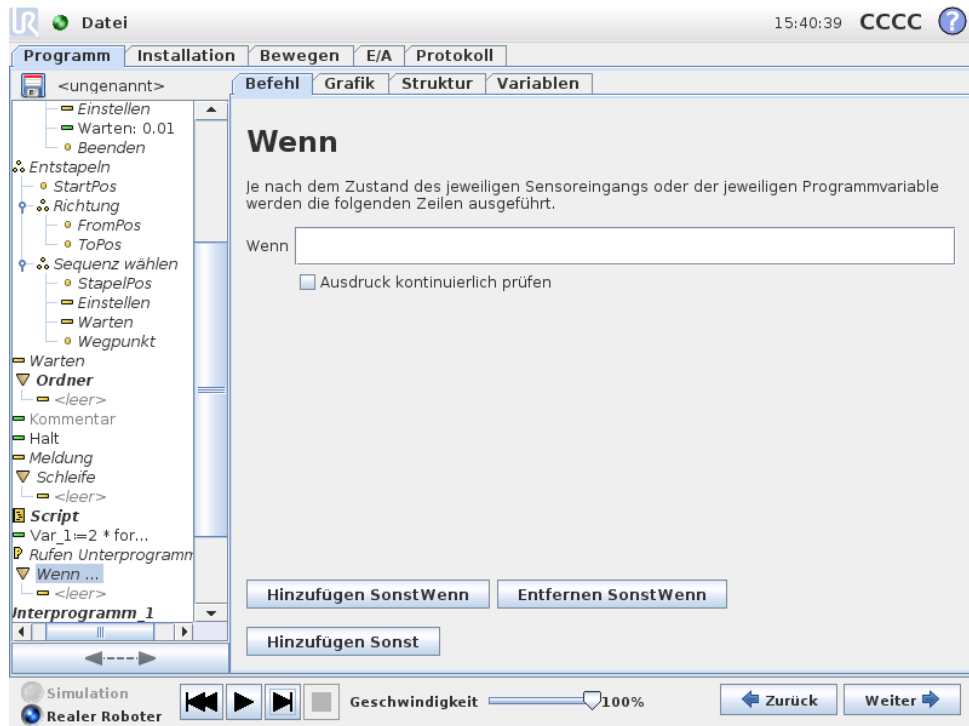 UR Datei 15:40:39 CCCC ?
Programm Installation Bewegen E/A Protokoll
<ungenannt>
Befehl Grafik Struktur Variablen
Einstellen
Warten: 0.01
Beenden
Entstapeln
StartPos
Richtung
FromPos
ToPos
Sequenz wählen
StapelPos
Einstellen
Warten
Wegpunkt
Warten
Ordner
<leer>
Kommentar
Halt
Meldung
Schleife
<leer>
Script
Var_1:=2 * for...
Rufen Unterprogramm
Wenn ...
<leer>
Interprogramm_1
Wenn
Je nach dem Zustand des jeweiligen Sensoreingangs oder der jeweiligen Programmvariable
werden die folgenden Zeilen ausgeführt.
Wenn
Ausdruck kontinuierlich prüfen
Hinzufügen SonstWenn Entfernen SonstWenn
Hinzufügen Sonst
Simulation
Realer Roboter
Geschwindigkeit 100%
Zurück Weiter